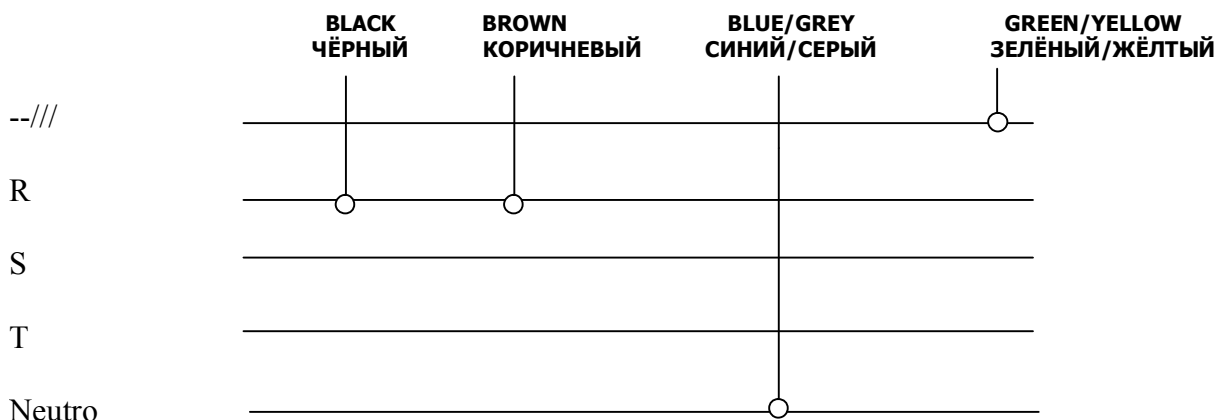 BLACK BROWN BLUE/GREY GREEN/YELLOW
ЧЁРНЫЙ КОРИЧНЕВЫЙ СИНИЙ/СЕРЫЙ ЗЕЛЁНЫЙ/ЖЁЛТЫЙ
--///
R
S
T
Neutro